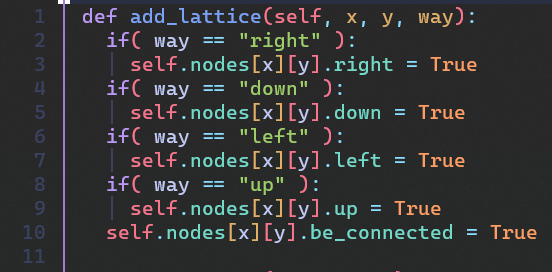 1 def add_lattice(self, x, y, way):
2 if( way == "right" ):
3 self.nodes[x][y].right = True
4 if( way == "down" ):
5 self.nodes[x][y].down = True
6 if( way == "left" ):
7 self.nodes[x][y].left = True
8 if( way == "up" ):
9 self.nodes[x][y].up = True
10 self.nodes[x][y].be_connected = True
11